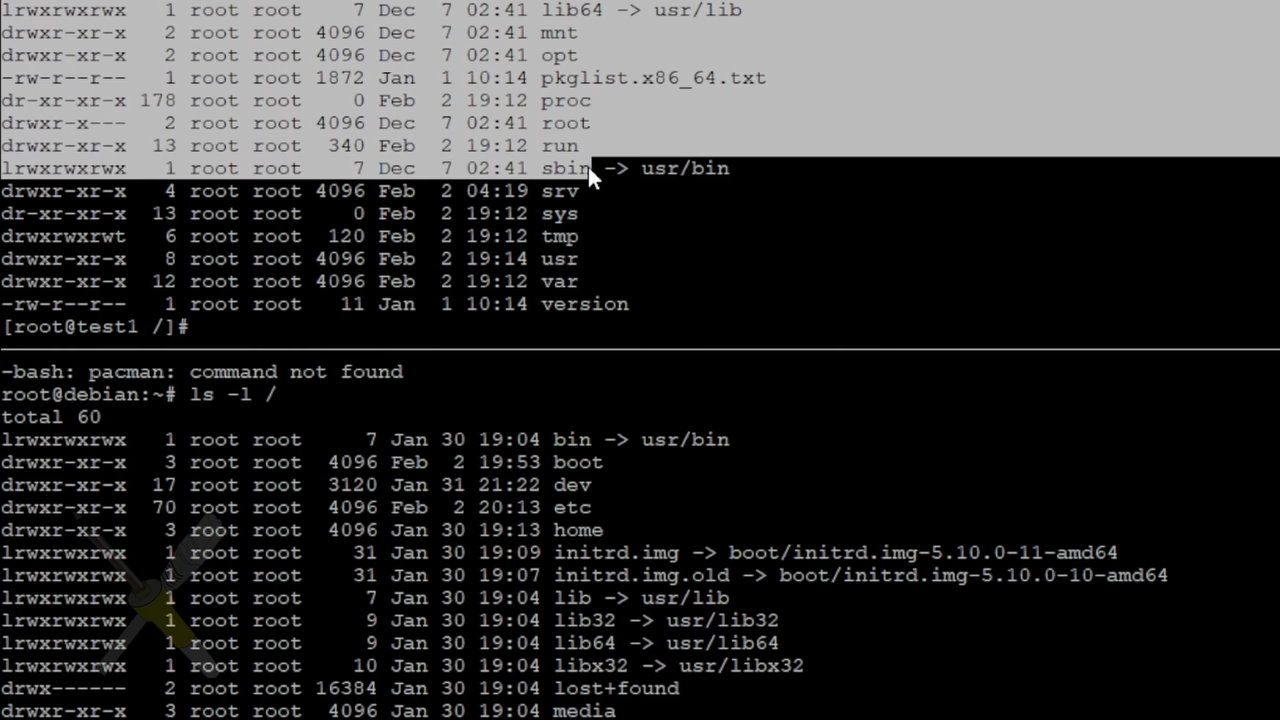 lrwxrwxrwx   1 root root     7 Dec  7 02:41 lib64 -> usr/lib
drwxr-xr-x   2 root root  4096 Dec  7 02:41 mnt
drwxr-xr-x   2 root root  4096 Dec  7 02:41 opt
-rw-r--r--   1 root root  1872 Jan  1 10:14 pkglist.x86_64.txt
dr-xr-xr-x 178 root root     0 Feb  2 19:12 proc
drwxr-x---   2 root root  4096 Dec  7 02:41 root
drwxr-xr-x  13 root root   340 Feb  2 19:12 run
lrwxrwxrwx   1 root root     7 Dec  7 02:41 sbin -> usr/bin
drwxr-xr-x   4 root root  4096 Feb  2 04:19 srv
dr-xr-xr-x  13 root root     0 Feb  2 19:12 sys
drwxrwxrwt   6 root root   120 Feb  2 19:12 tmp
drwxr-xr-x   8 root root  4096 Feb  2 19:14 usr
drwxr-xr-x  12 root root  4096 Feb  2 19:12 var
-rw-r--r--   1 root root    11 Jan  1 10:14 version
[root@test1 /]#
-bash: pacman: command not found
root@debian:~# ls -l /
total 60
lrwxrwxrwx   1 root root     7 Jan 30 19:04 bin -> usr/bin
drwxr-xr-x   3 root root  4096 Feb  2 19:53 boot
drwxr-xr-x  17 root root  3120 Jan 31 21:22 dev
drwxr-xr-x  70 root root  4096 Feb  2 20:13 etc
drwxr-xr-x   3 root root  4096 Jan 30 19:13 home
lrwxrwxrwx   1 root root    31 Jan 30 19:09 initrd.img -> boot/initrd.img-5.10.0-11-amd64
lrwxrwxrwx   1 root root    31 Jan 30 19:07 initrd.img.old -> boot/initrd.img-5.10.0-10-amd64
lrwxrwxrwx   1 root root     7 Jan 30 19:04 lib -> usr/lib
lrwxrwxrwx   1 root root     9 Jan 30 19:04 lib32 -> usr/lib32
lrwxrwxrwx   1 root root     9 Jan 30 19:04 lib64 -> usr/lib64
lrwxrwxrwx   1 root root    10 Jan 30 19:04 libx32 -> usr/libx32
drwx------   2 root root 16384 Jan 30 19:04 lost+found
drwxr-xr-x   3 root root  4096 Jan 30 19:04 media